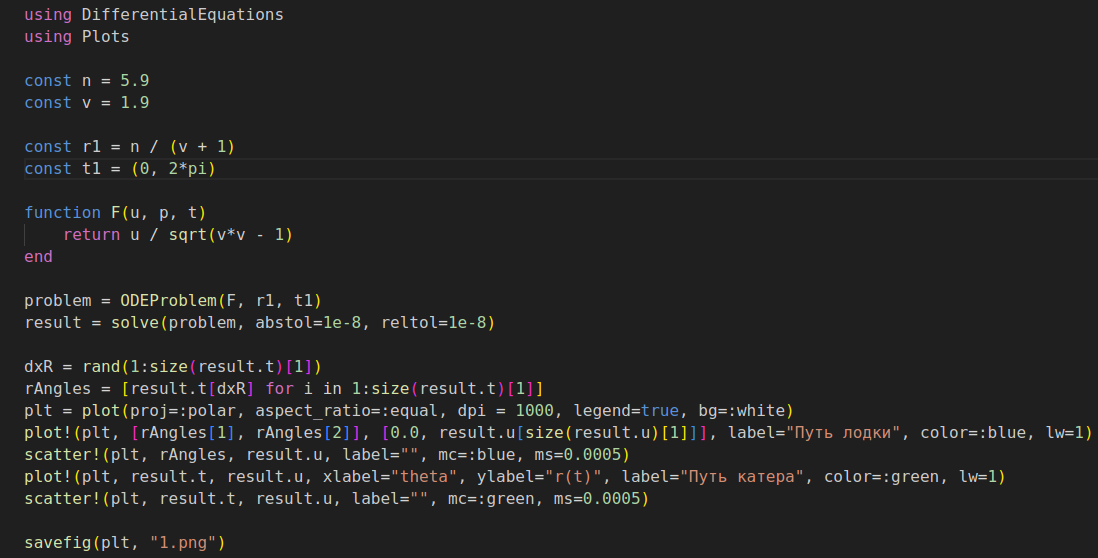 using DifferentialEquations
using Plots
const n = 5.9
const v = 1.9
const r1 = n / (v + 1)
const t1 = (0, 2*pi)
function F(u, p, t)
return u / sqrt(v*v - 1)
end
problem = ODEProblem(F, r1, t1)
result = solve(problem, abstol=1e-8, reltol=1e-8)
dxR = rand(1:size(result.t)[1])
rAngles = [result.t[dxR] for i in 1:size(result.t)[1]]
plt = plot(proj=:polar, aspect_ratio=:equal, dpi = 1000, legend=true, bg=:white)
plot!(plt, [rAngles[1], rAngles[2]], [0.0, result.u[size(result.u)[1]]], label="Путь лодки", color=:blue, lw=1)
scatter!(plt, rAngles, result.u, label="", mc=:blue, ms=0.0005)
plot!(plt, result.t, result.u, xlabel="theta", ylabel="r(t)", label="Путь катера", color=:green, lw=1)
scatter!(plt, result.t, result.u, label="", mc=:green, ms=0.0005)
savefig(plt, "1.png")